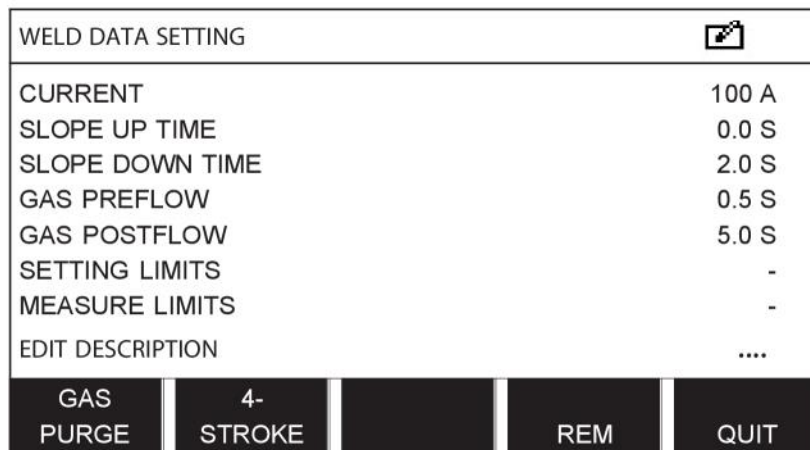 WELD DATA SETTING
CURRENT 100 A
SLOPE UP TIME 0.0 S
SLOPE DOWN TIME 2.0 S
GAS PREFLOW 0.5 S
GAS POSTFLOW 5.0 S
SETTING LIMITS -
MEASURE LIMITS -
EDIT DESCRIPTION ....
GAS PURGE 4-STROKE REM QUIT